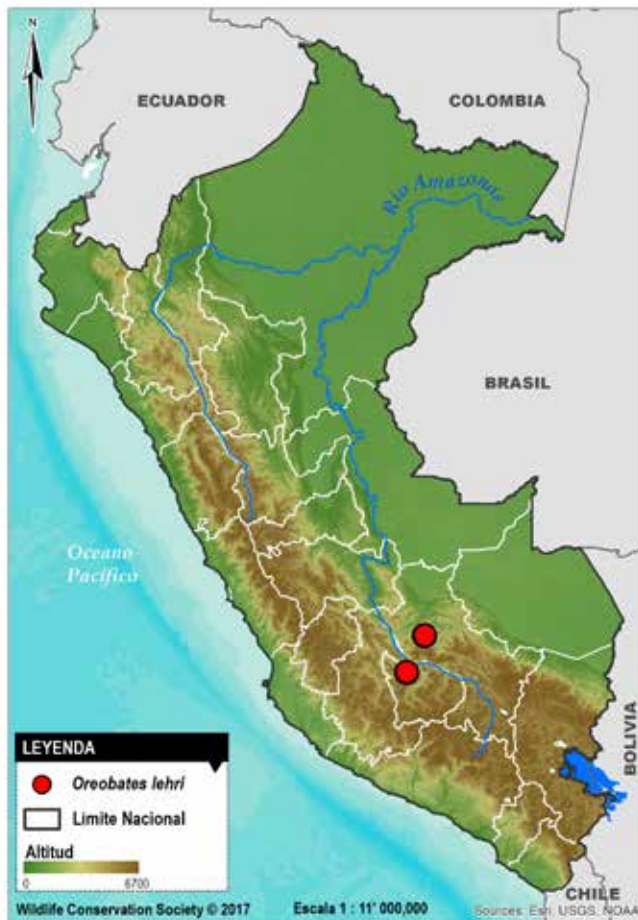 N
ECUADOR
COLOMBIA
Río Amazonas
BRASIL
Oceano
Pacífico
BOLIVIA
LEYENDA
Oreobates lehri
Limite Nacional
Altitud
0 6700
CHILE
Wildlife Conservation Society © 2017 Escala 1 : 11' 000,000 Sources: Esri, USGS, NOAA